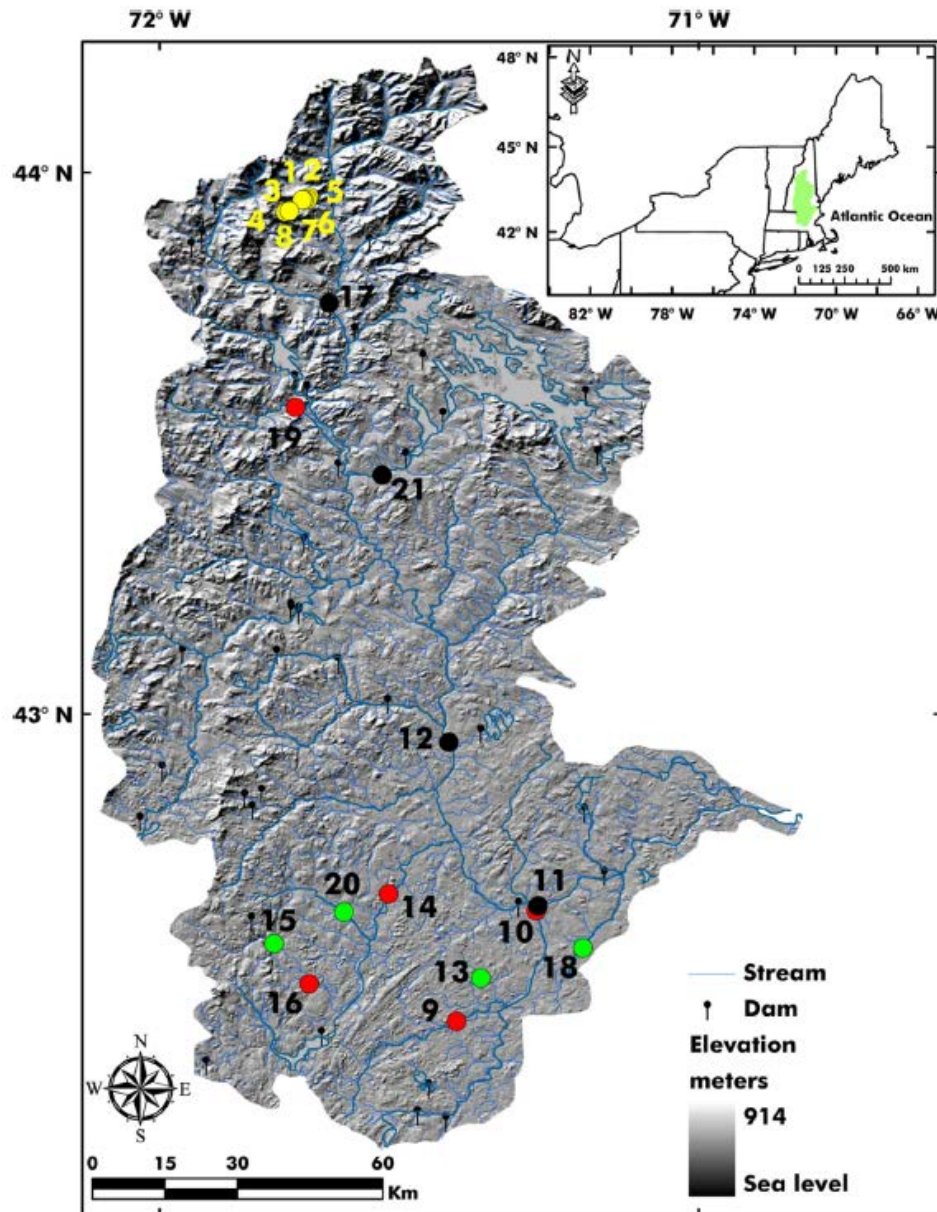 72° W 71° W
48° N
N
44° N
45° N
1 2
3 5
4 6
8 7
Atlantic Ocean
42° N
0 125 250 500 km
17
82° W 78° W 74° W 70° W 66° W
19
21
43° N
12
11
20 14
15 10
18
13
16 9
Stream
Dam
Elevation
meters
914
Sea level
N
W E
S
0 15 30 60
Km